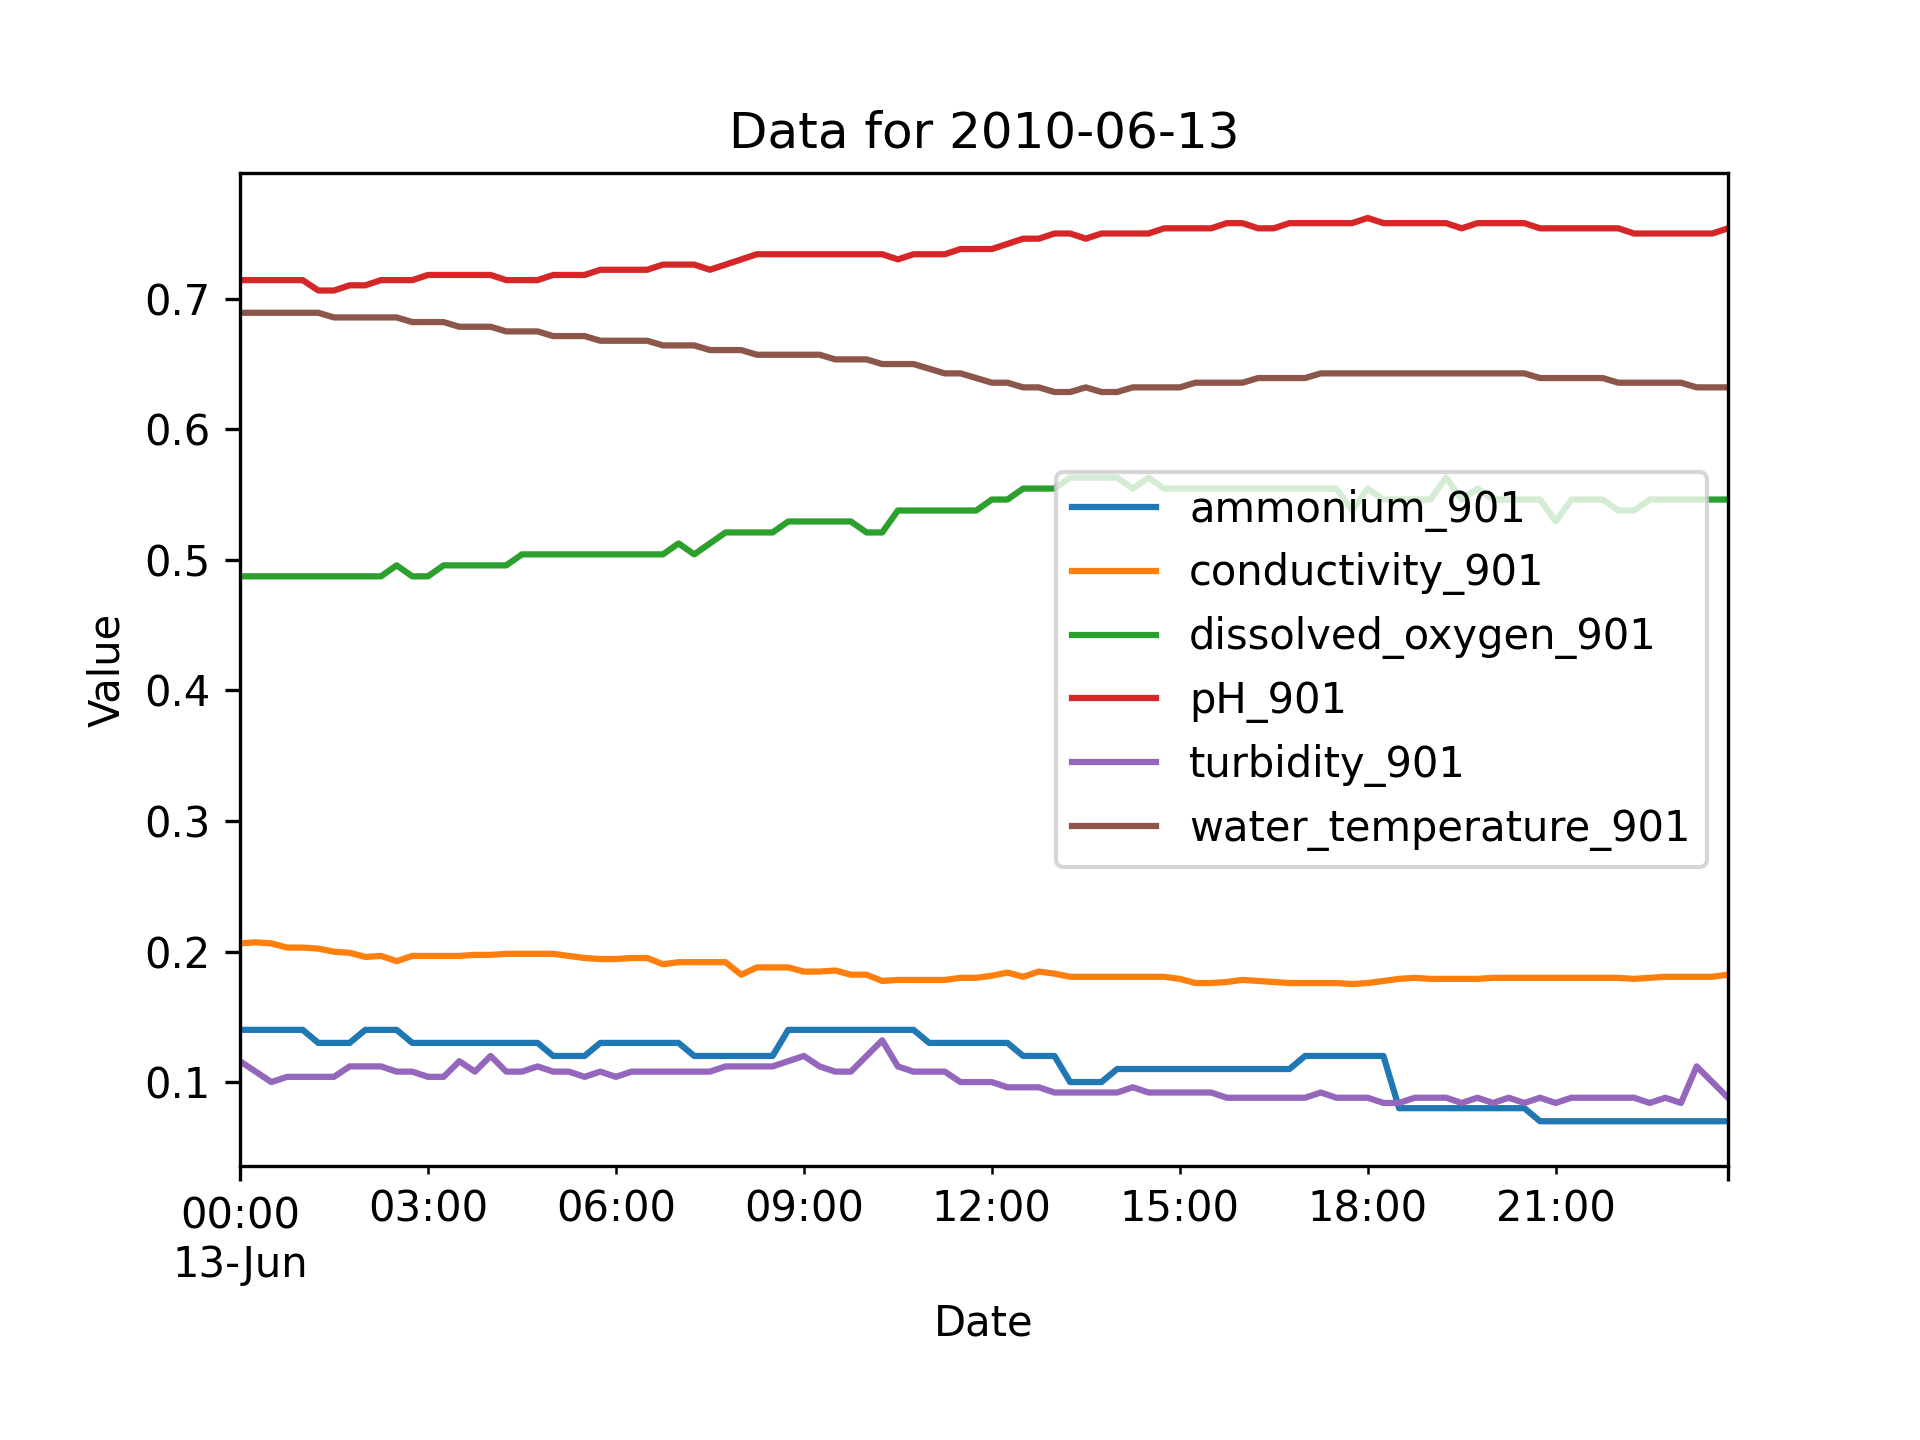 Data for 2010-06-13
Value
0.7
0.6
0.5
0.4
0.3
0.2
0.1
ammonium_901
conductivity_901
dissolved_oxygen_901
pH_901
turbidity_901
water_temperature_901
00:00 03:00 06:00 09:00 12:00 15:00 18:00 21:00
13-Jun
Date